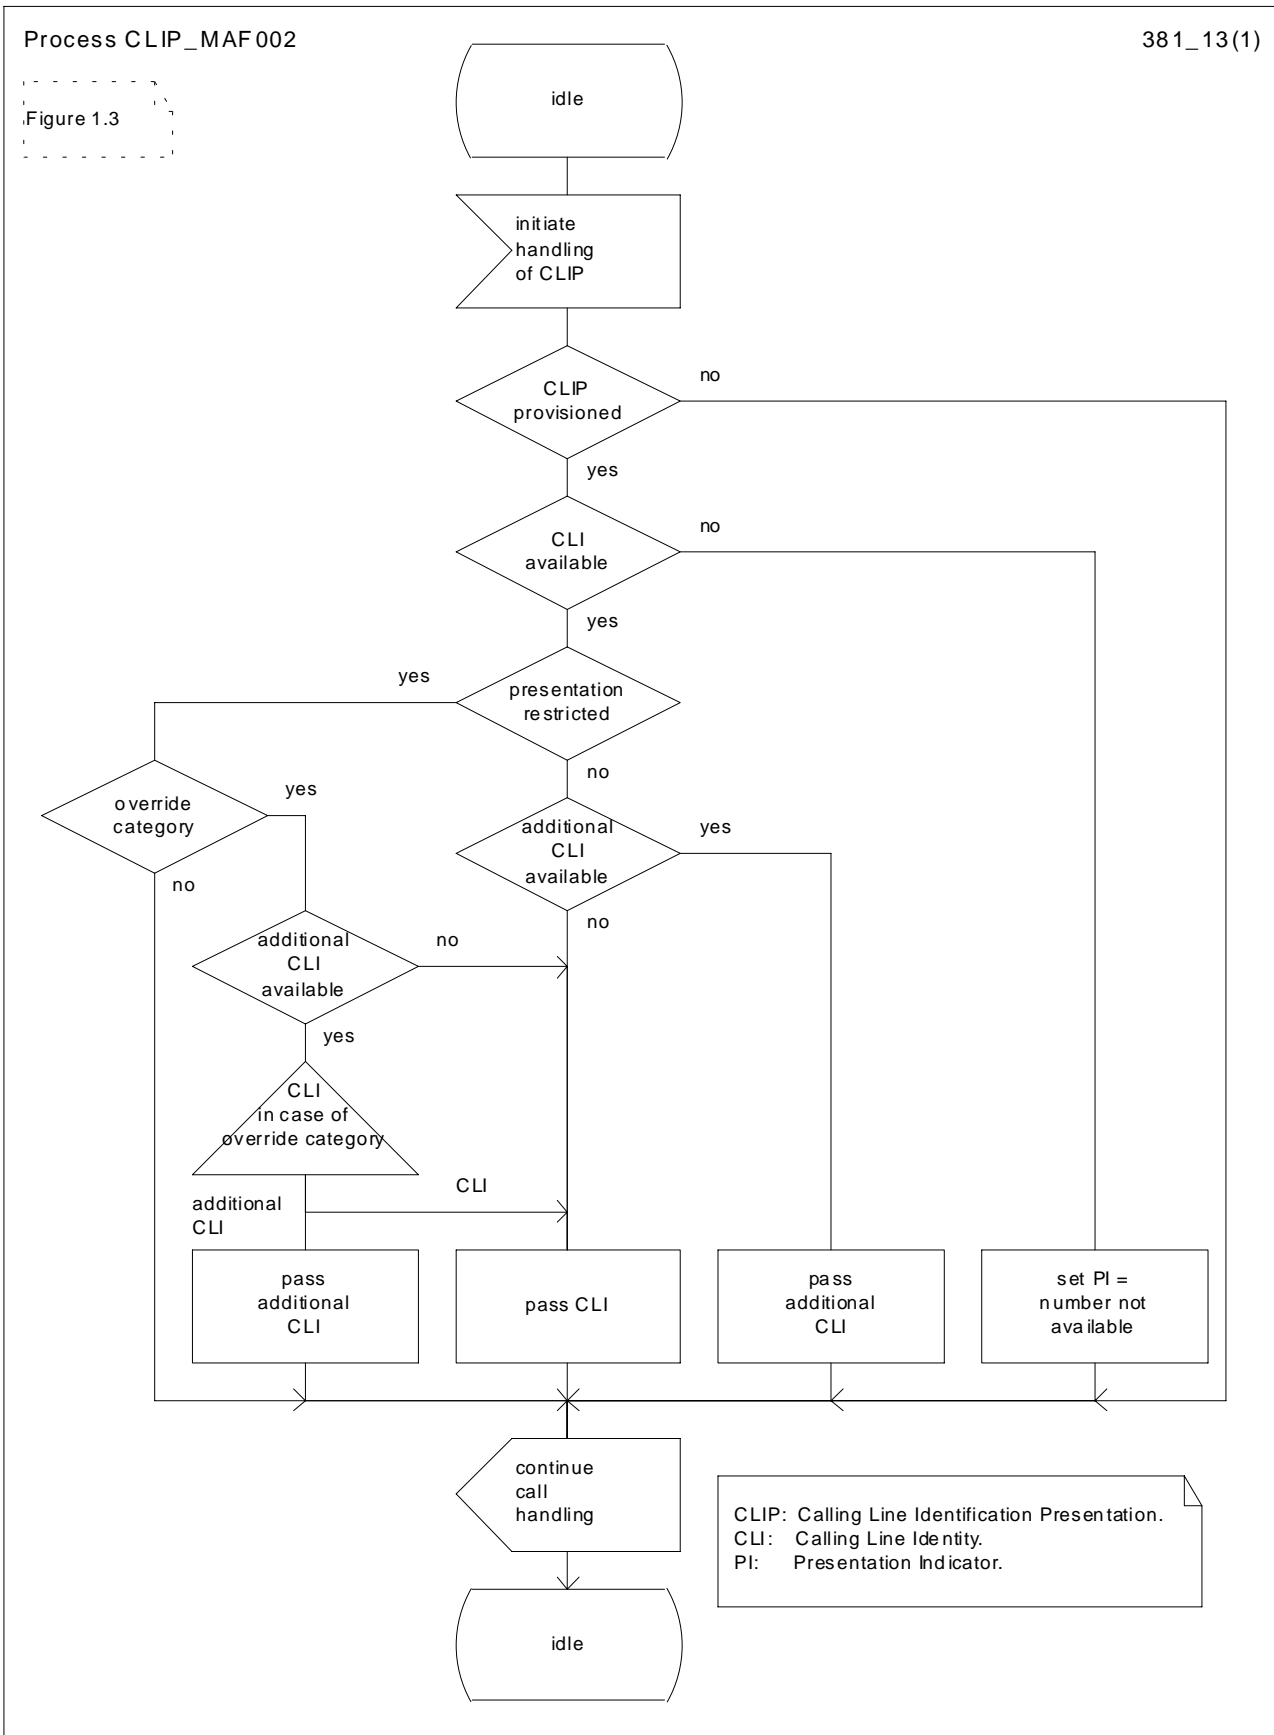 Process CLIP_MAF002
381_13(1)
Figure 1.3
idle
initiate
handling
of CLIP
CLIP
provisioned
no
yes
CLI
available
no
yes
presentation
restricted
yes
no
override
category
yes
no
additional
CLI
available
yes
no
additional
CLI
available
no
yes
CLI
in case of
override category
additional
CLI
CLI
pass
additional
CLI
pass CLI
pass
additional
CLI
set PI =
number not
available
continue
call
handling
CLIP: Calling Line Identification Presentation.
CLI: Calling Line Identity.
PI: Presentation Indicator.
idle